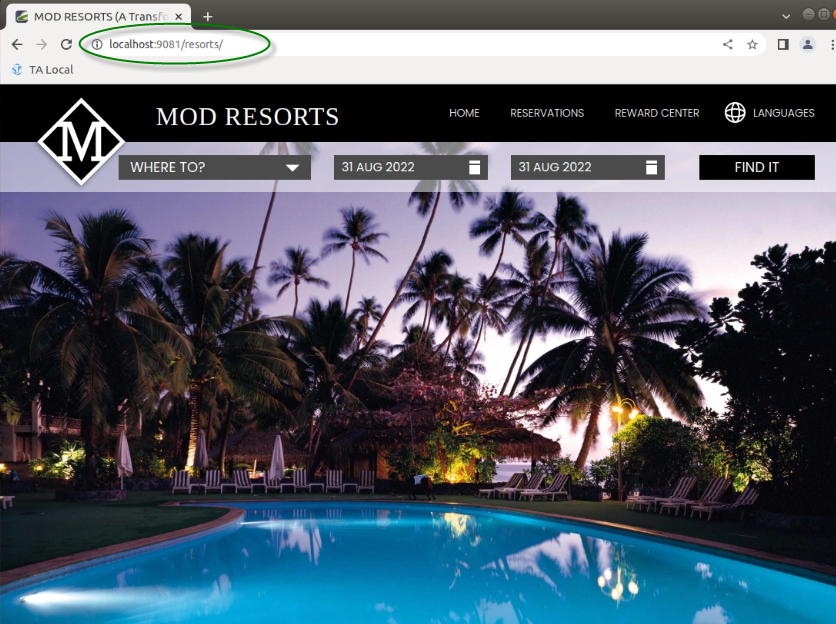 MOD RESORTS (A Transfo
localhost:9081/resorts/
TA Local
M
MOD RESORTS
HOME RESERVATIONS REWARD CENTER LANGUAGES
WHERE TO? 31 AUG 2022 31 AUG 2022 FIND IT